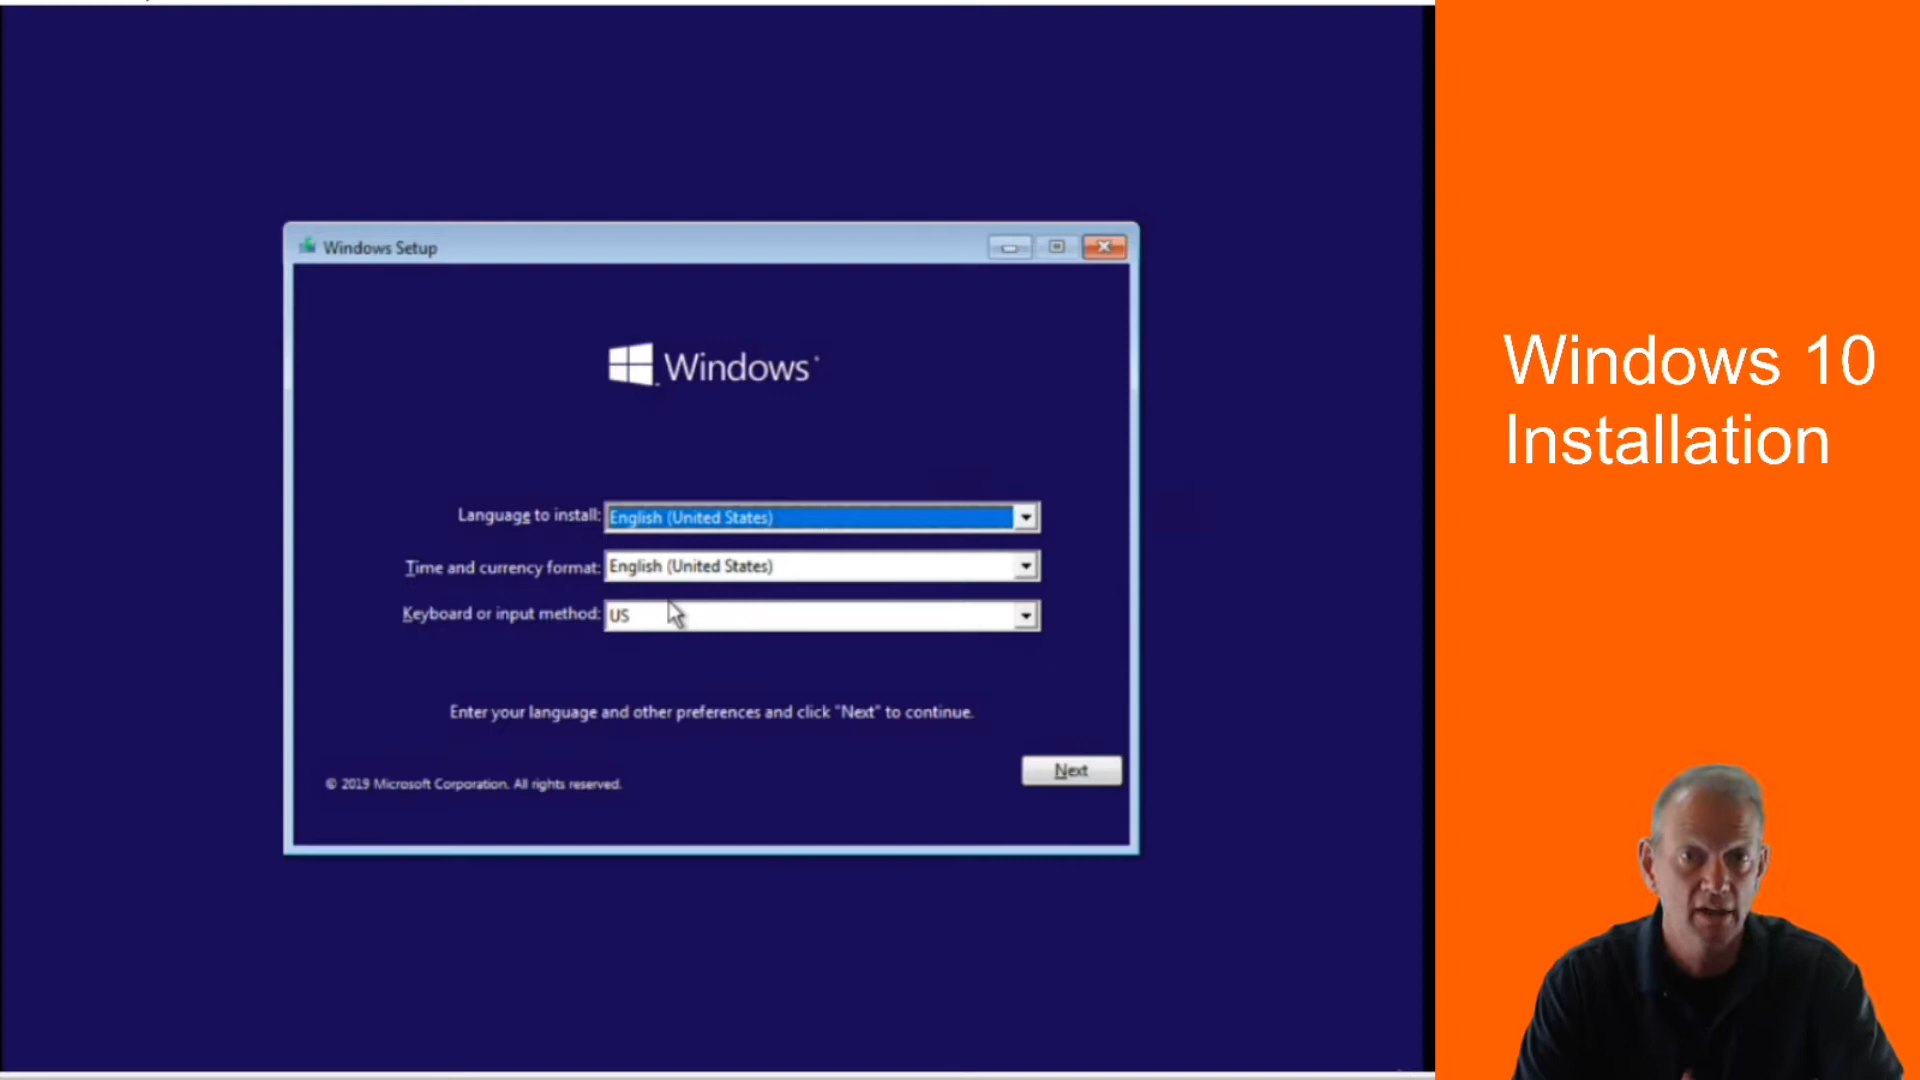 Windows Setup
Windows
Language to install: English (United States)
Time and currency format: English (United States)
Keyboard or input method: US
Enter your language and other preferences and click "Next" to continue.
Next
© 2019 Microsoft Corporation. All rights reserved.
Windows 10
Installation